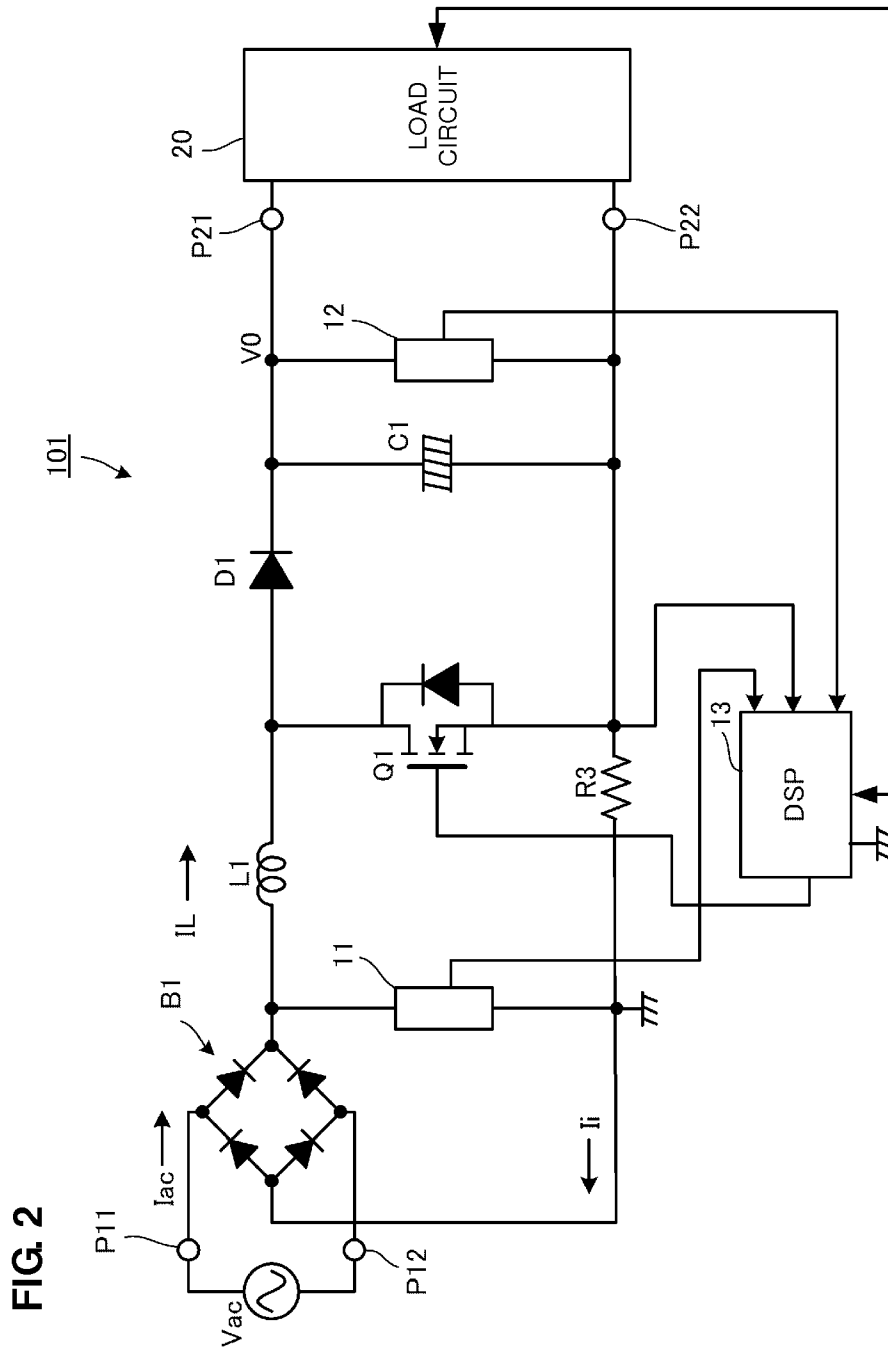 FIG. 2
101
Vac
P11
P12
Iac
B1
IL
L1
11
Ii
Q1
R3
D1
C1
V0
12
P21
P22
20
LOAD
CIRCUIT
13
DSP